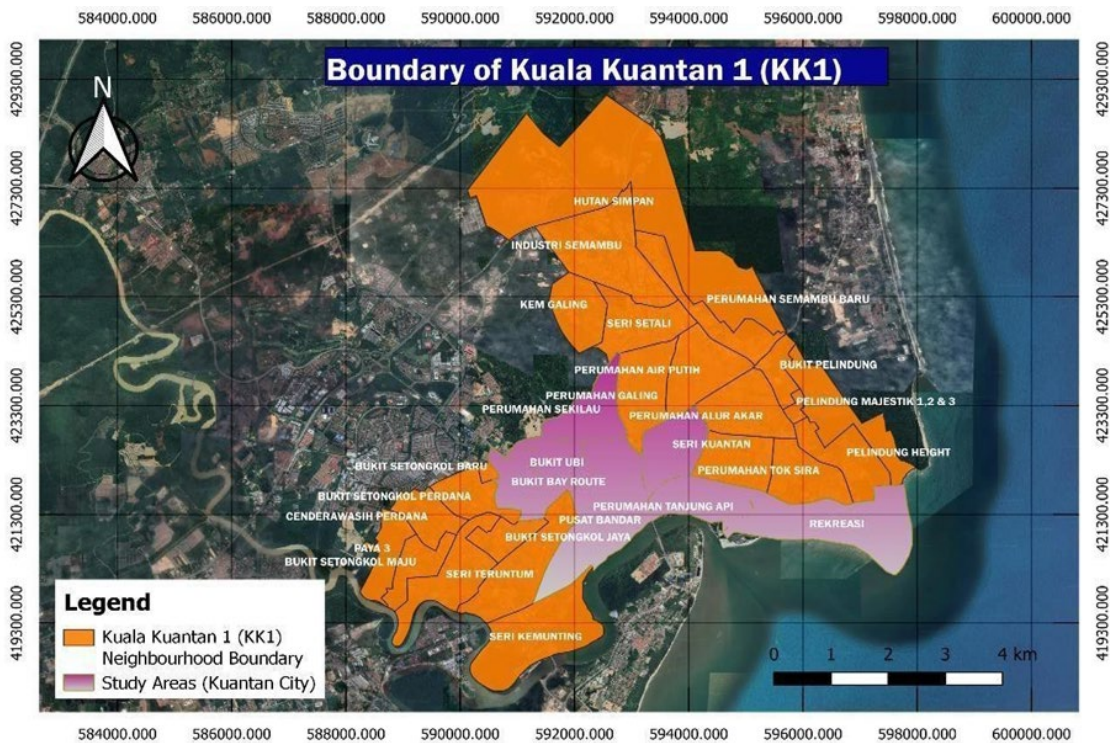 584000.000 586000.000 588000.000 590000.000 592000.000 594000.000 596000.000 598000.000 600000.000
Boundary of Kuala Kuantan 1 (KK1)
429300.000 429300.000
N
427300.000 427300.000
HUTAN SIMPAN
INDUSTRI SEMAMBU
425300.000 425300.000
KEM GALING
PERUMAHAN SEMAMBU BARU
SERI SETALI
PERUMAHAN AIR PUTIH
BUKIT PELINDUNG
423300.000 423300.000
PERUMAHAN GALING
PELINDUNG MAJESTIK 1,2 & 3
PERUMAHAN SEKILAU
PERUMAHAN ALUR AKAR
SERI KUANTAN
PELINDUNG HEIGHT
BUKIT SETONGKOL BARU
BUKIT UBI
PERUMAHAN TOK SIRA
BUKIT BAY ROUTE
BUKIT SETONGKOL PERDANA
421300.000 421300.000
PERUMAHAN TANJUNG API
CENDERAWASIH PERDANA
PUSAT BANDAR
REKREASI
BUKIT SETONGKOL JAYA
PAYA 3
BUKIT SETONGKOL MAJU
SERI TERUNTUM
419300.000 419300.000
SERI KEMUNTING
Legend
Kuala Kuantan 1 (KK1)
Neighbourhood Boundary
Study Areas (Kuantan City)
0 1 2 3 4 km
584000.000 586000.000 588000.000 590000.000 592000.000 594000.000 596000.000 598000.000 600000.000